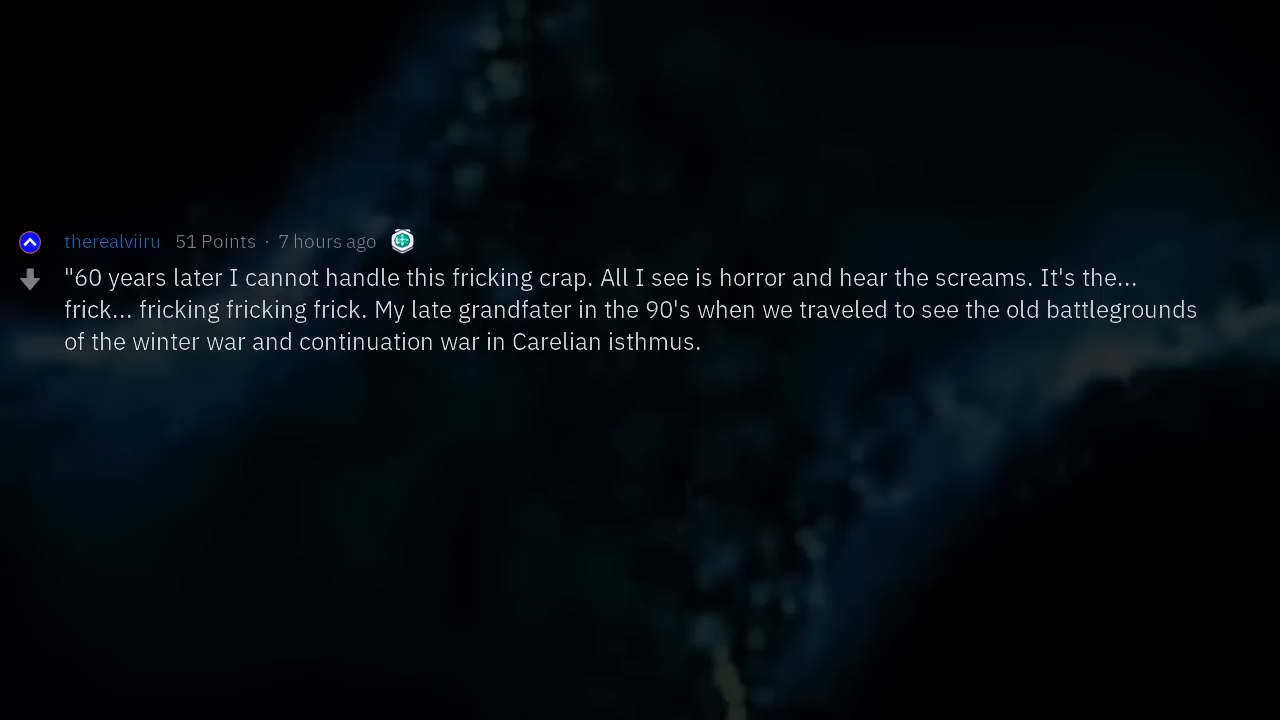 therealviiru 51 Points · 7 hours ago
"60 years later I cannot handle this fricking crap. All I see is horror and hear the screams. It's the...
frick... fricking fricking frick. My late grandfater in the 90's when we traveled to see the old battlegrounds
of the winter war and continuation war in Carelian isthmus.